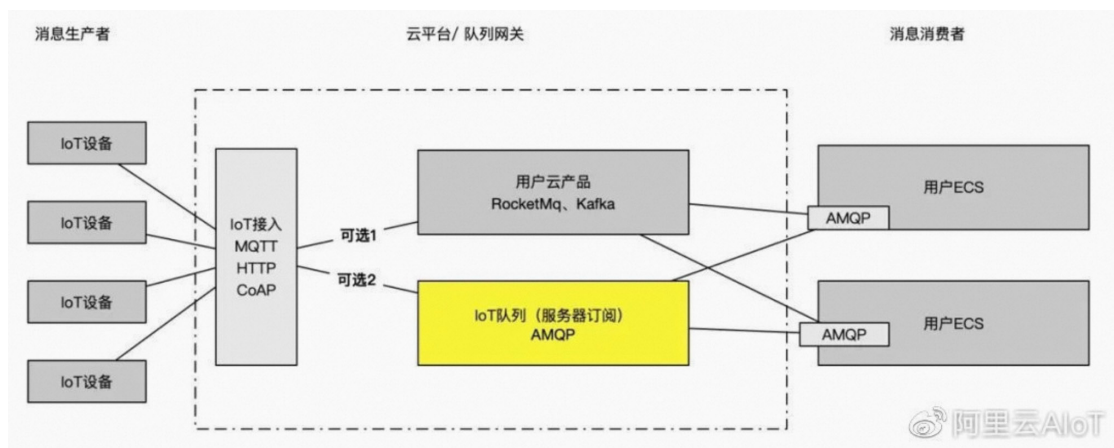 消息生产者
云平台/ 队列网关
消息消费者
IoT设备
IoT设备
IoT设备
IoT设备
IoT接入
MQTT
HTTP
CoAP
可选1
可选2
用户云产品
RocketMq、Kafka
IoT队列（服务器订阅）
AMQP
用户ECS
AMQP
用户ECS
AMQP
阿里云AIoT